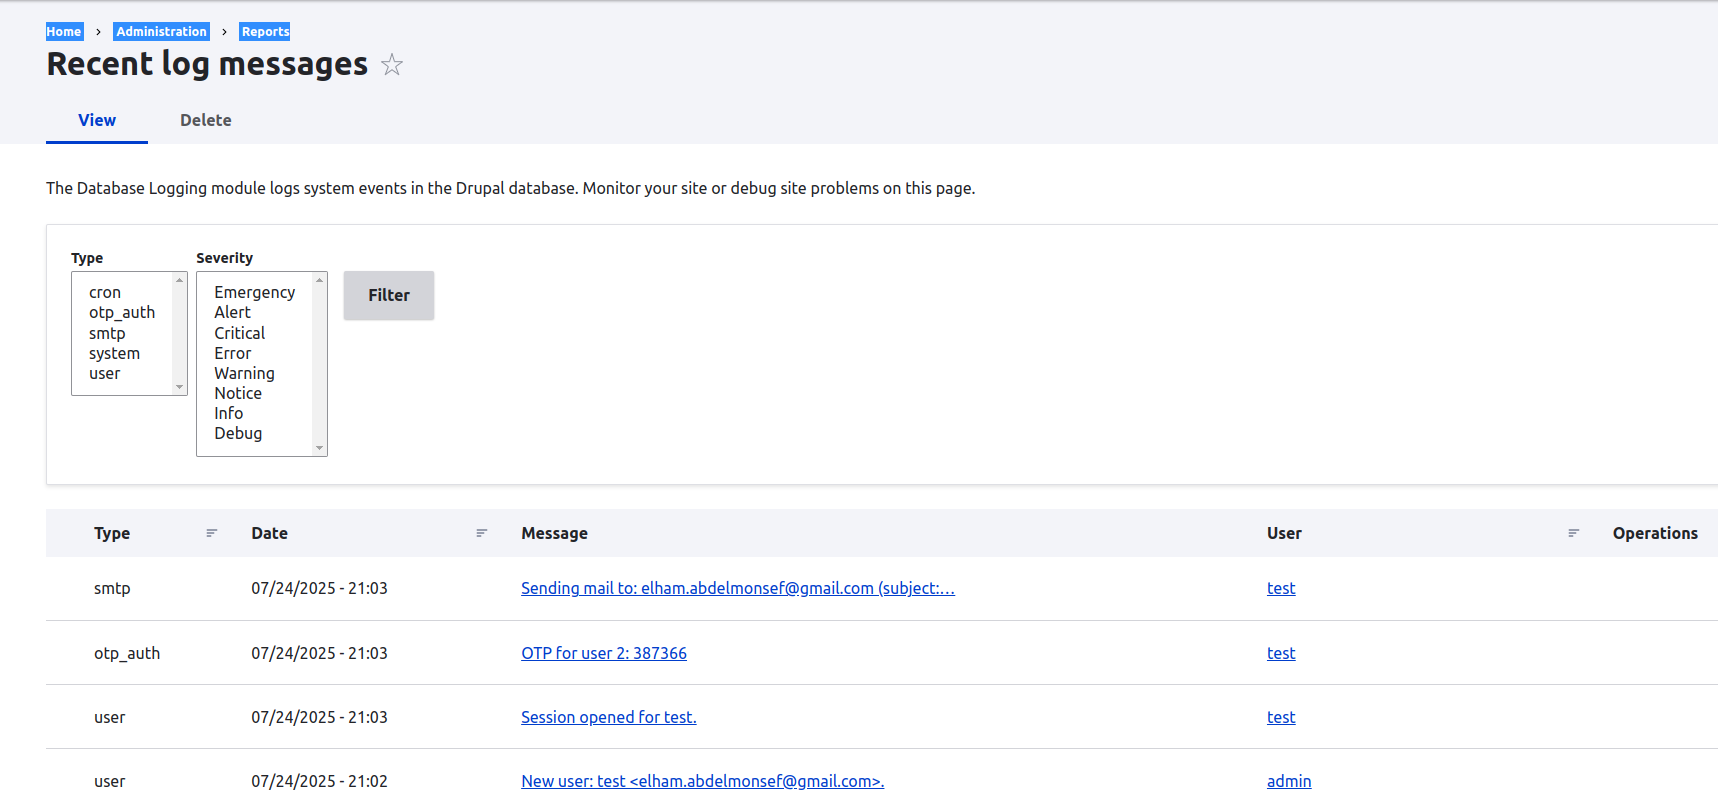 Home › Administration › Reports
Recent log messages
View Delete
The Database Logging module logs system events in the Drupal database. Monitor your site or debug site problems on this page.
Type
cron
otp_auth
smtp
system
user
Severity
Emergency
Alert
Critical
Error
Warning
Notice
Info
Debug
Filter
Type Date Message User Operations
smtp 07/24/2025 - 21:03 Sending mail to: elham.abdelmonsef@gmail.com (subject:… test
otp_auth 07/24/2025 - 21:03 OTP for user 2: 387366 test
user 07/24/2025 - 21:03 Session opened for test. test
user 07/24/2025 - 21:02 New user: test <elham.abdelmonsef@gmail.com>. admin